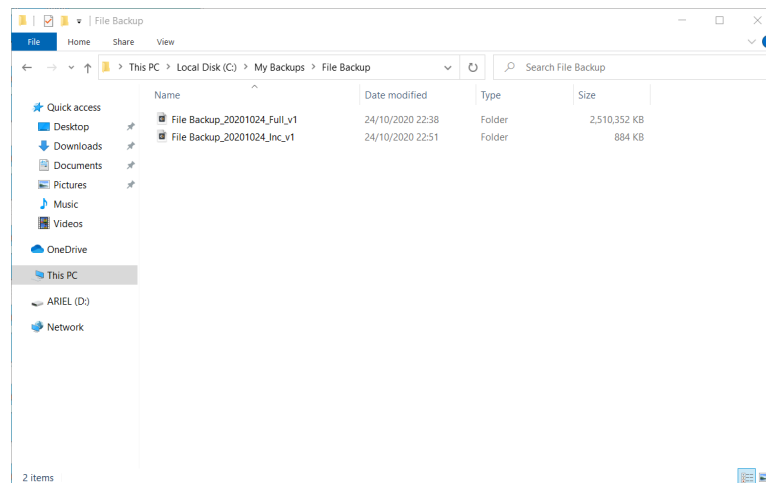 File Backup
File Home Share View
This PC Local Disk (C:) My Backups File Backup Search File Backup
Name Date modified Type Size
Quick access
Desktop
Downloads
Documents
Pictures
Music
Videos
OneDrive
This PC
ARIEL (D:)
Network
File Backup_20201024_Full_v1 24/10/2020 22:38 Folder 2,510,352 KB
File Backup_20201024_Inc_v1 24/10/2020 22:51 Folder 884 KB
2 items